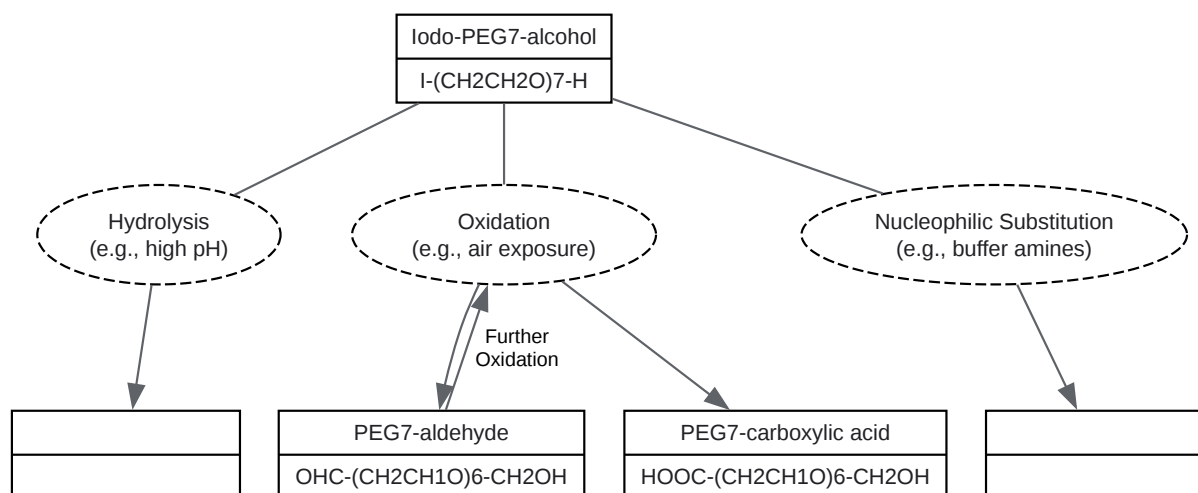 Iodo-PEG7-alcohol
I-(CH2CH2O)7-H
Hydrolysis
(e.g., high pH)
Oxidation
(e.g., air exposure)
Nucleophilic Substitution
(e.g., buffer amines)
Further
Oxidation
PEG7-aldehyde
OHC-(CH2CH1O)6-CH2OH
PEG7-carboxylic acid
HOOC-(CH2CH1O)6-CH2OH